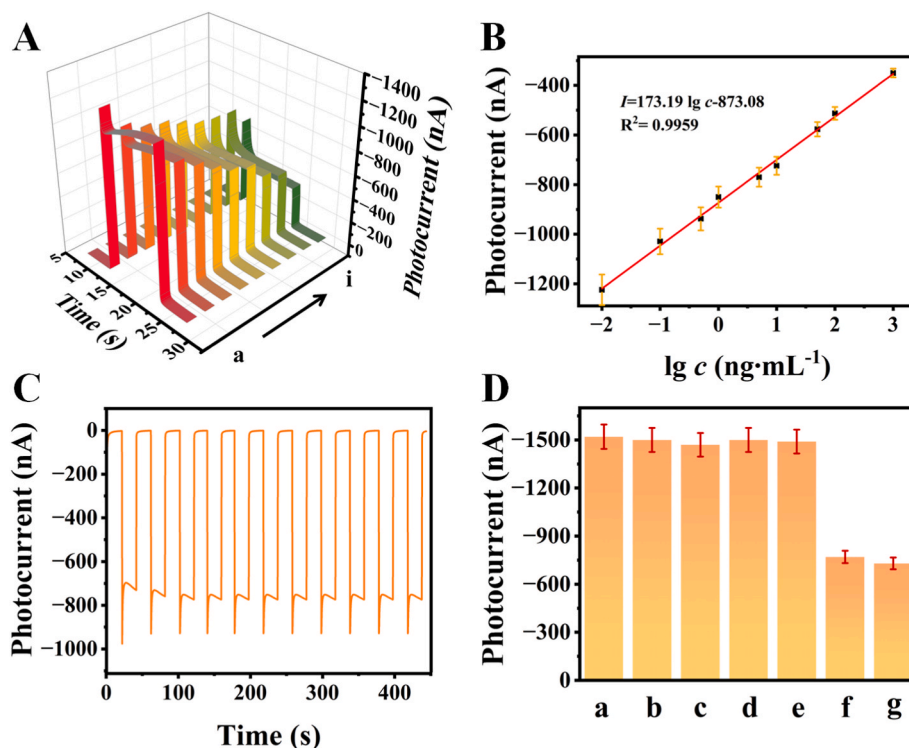 A
−1400
−1200
−1000
−800
−600
−400
−200
0
Photocurrent (nA)
5
10
15
20
25
30
Time (s)
a
i
B
−400
−600
−800
−1000
−1200
Photocurrent (nA)
I=173.19 lg c-873.08
R²= 0.9959
−2
−1
0
1
2
3
lg c (ng·mL⁻¹)
C
0
−200
−400
−600
−800
−1000
Photocurrent (nA)
0
100
200
300
400
Time (s)
D
−1500
−1200
−900
−600
−300
0
Photocurrent (nA)
a
b
c
d
e
f
g